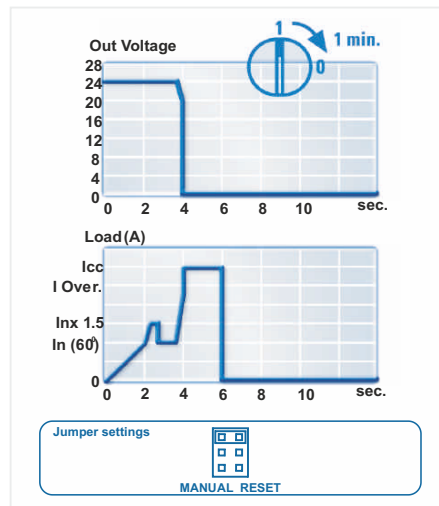 Out Voltage
1
1 min.
0
28
24
20
16
12
8
4
0
0 2 4 6 8 10 sec.
Load (A)
Icc
I Over.
Inx 1.5
In (60⁰)
0
0 2 4 6 8 10 sec.
Jumper settings
MANUAL RESET